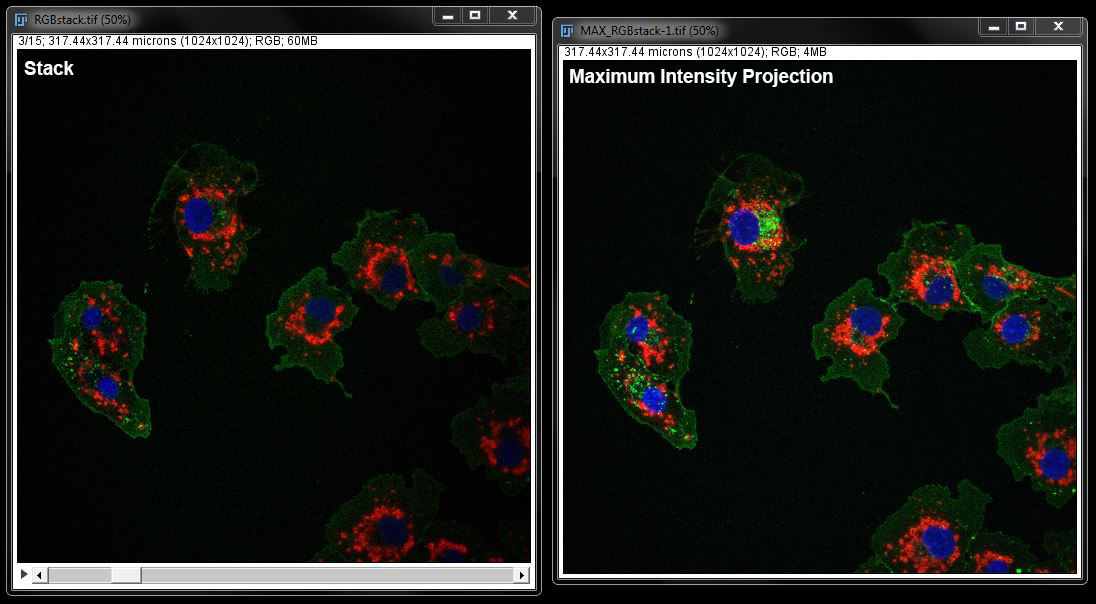 RGBstack.tif (50%)
3/15; 317.44x317.44 microns (1024x1024); RGB; 60MB
Stack
MAX_RGBstack-1.tif (50%)
317.44x317.44 microns (1024x1024); RGB; 4MB
Maximum Intensity Projection